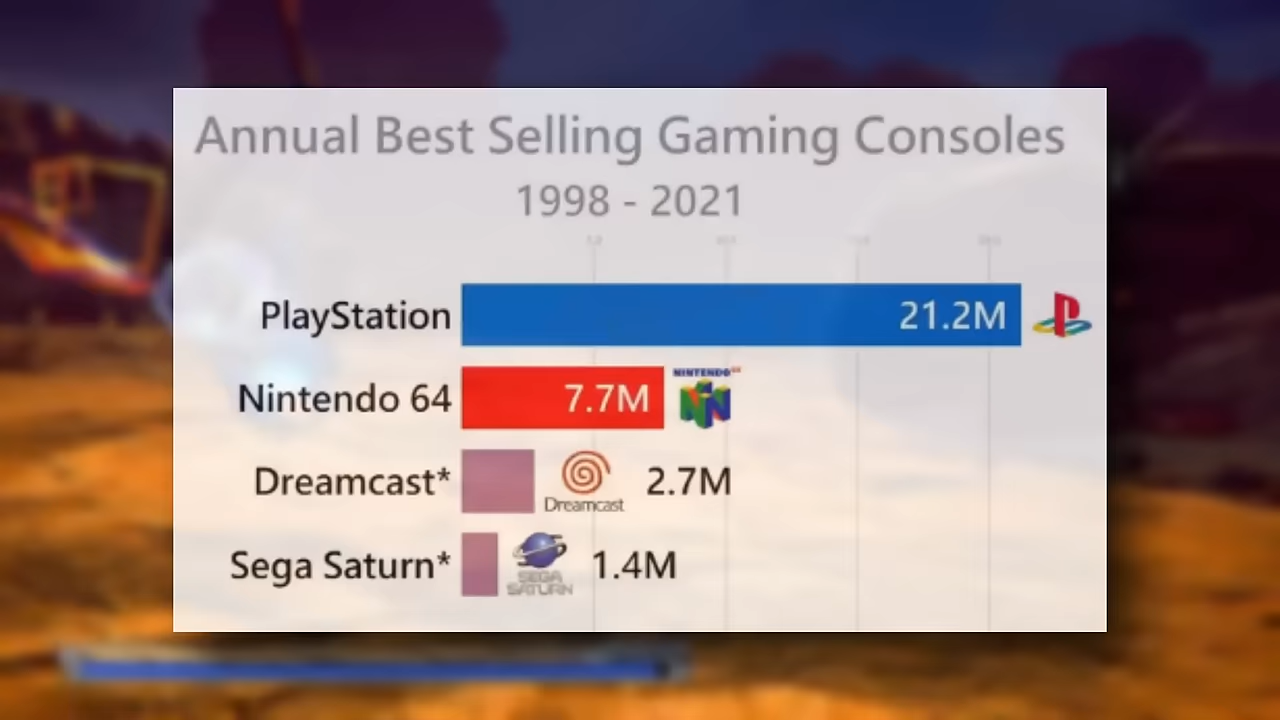 Annual Best Selling Gaming Consoles
1998 - 2021
PlayStation 21.2M
Nintendo 64 7.7M NINTENDO 64
Dreamcast* Dreamcast 2.7M
Sega Saturn* SEGA SATURN 1.4M